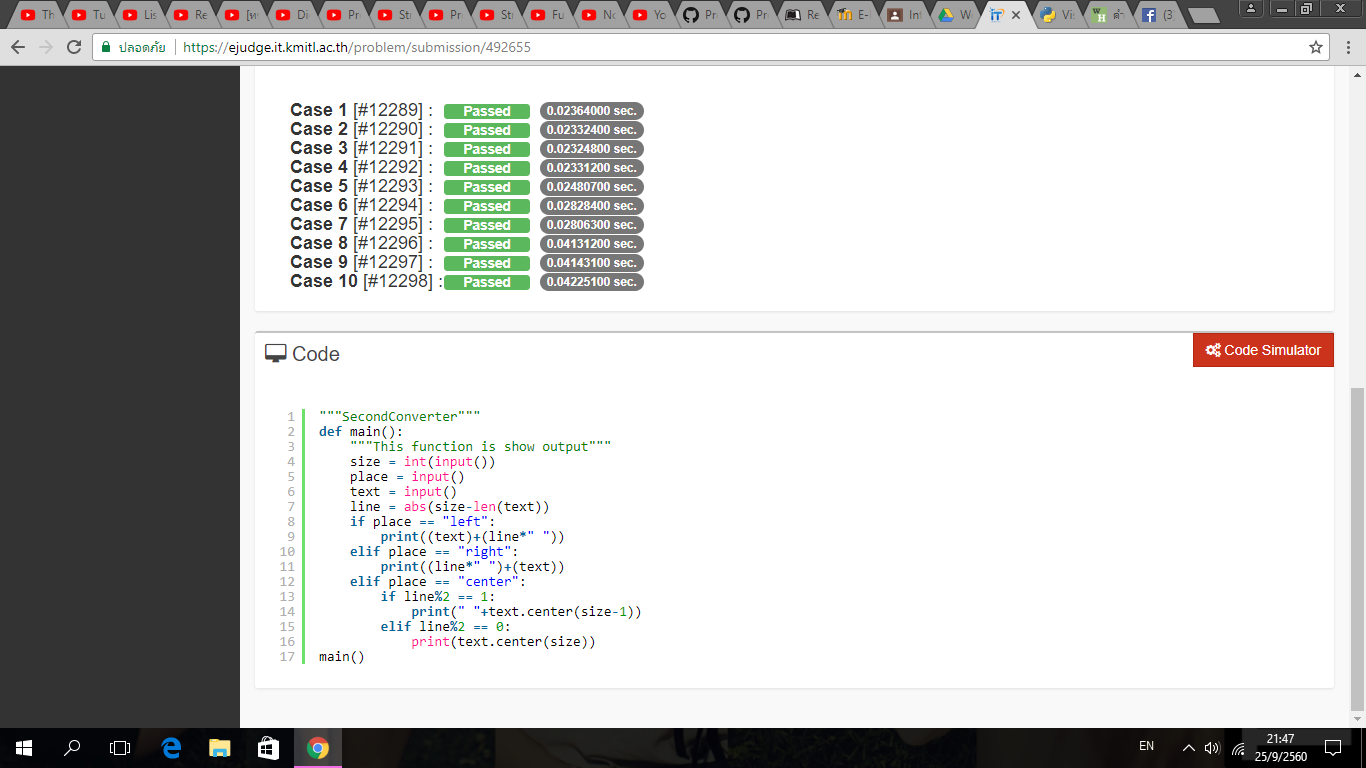 Th
Tu
Lis
Re
[ท
Di
Pr
St
Pr
St
Fu
No
Yo
Pr
Pr
Re
E-
Int
W
Vis
ดำ
(3
ปลอดภัย https://ejudge.it.kmitl.ac.th/problem/submission/492655
Case 1 [#12289] : Passed 0.02364000 sec.
Case 2 [#12290] : Passed 0.02332400 sec.
Case 3 [#12291] : Passed 0.02324800 sec.
Case 4 [#12292] : Passed 0.02331200 sec.
Case 5 [#12293] : Passed 0.02480700 sec.
Case 6 [#12294] : Passed 0.02828400 sec.
Case 7 [#12295] : Passed 0.02806300 sec.
Case 8 [#12296] : Passed 0.04131200 sec.
Case 9 [#12297] : Passed 0.04143100 sec.
Case 10 [#12298] : Passed 0.04225100 sec.
Code
Code Simulator
1 """SecondConverter"""
2 def main():
3     """This function is show output"""
4     size = int(input())
5     place = input()
6     text = input()
7     line = abs(size-len(text))
8     if place == "left":
9         print((text)+(line*" "))
10     elif place == "right":
11         print((line*" ")+(text))
12     elif place == "center":
13         if line%2 == 1:
14             print(" "+text.center(size-1))
15         elif line%2 == 0:
16             print(text.center(size))
17 main()
EN
21:47
25/9/2560